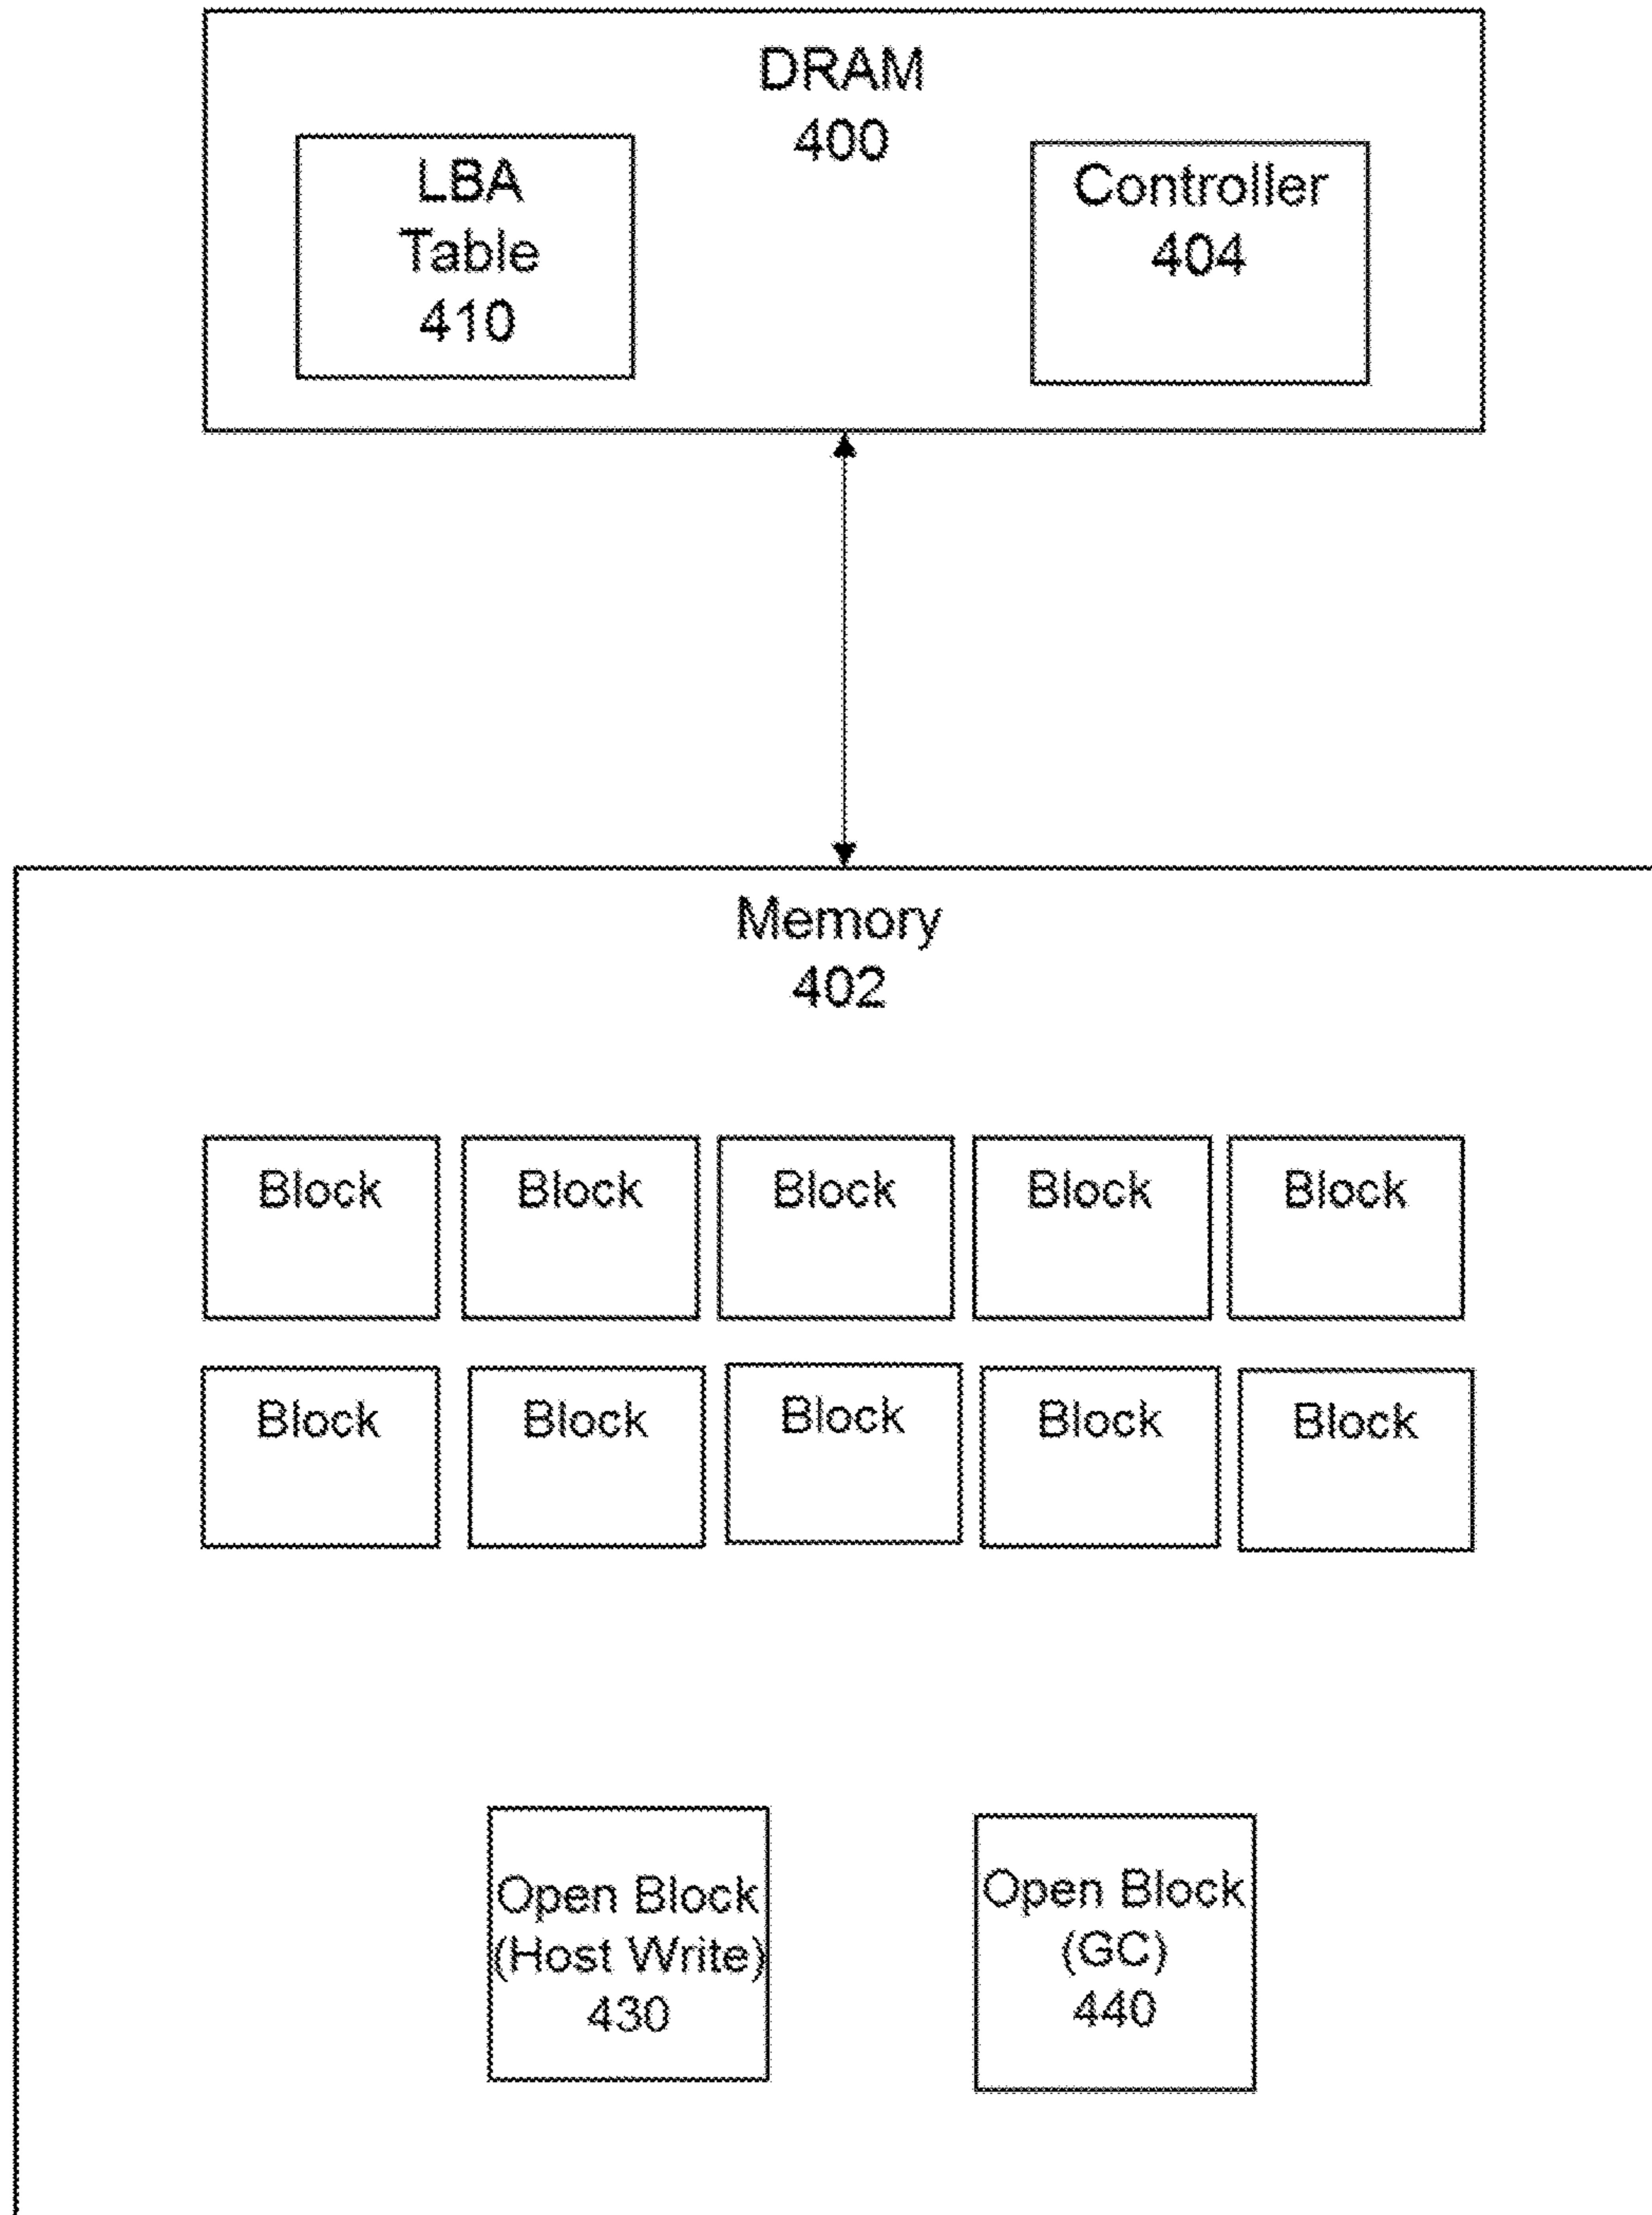 DRAM
400
LBA
Table
410
Controller
404
Memory
402
Block Block Block Block Block
Block Block Block Block Block
Open Block
(Host Write)
430
Open Block
(GC)
440